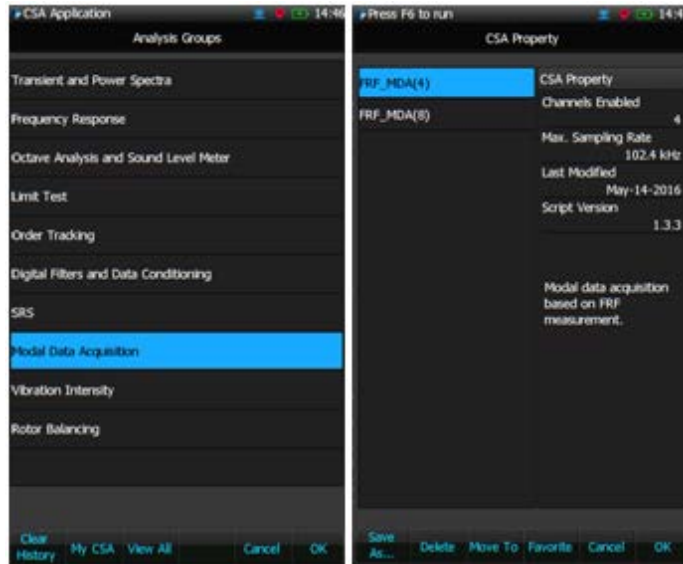 CSA Application
14:46
Analysis Groups
Transient and Power Spectra
Frequency Response
Octave Analysis and Sound Level Meter
Limit Test
Order Tracking
Digital Filters and Data Conditioning
SRS
Modal Data Acquisition
Vibration Intensity
Rotor Balancing
Clear History
My CSA
View All
Cancel
OK
Press F6 to run
14:4
CSA Property
FRF_MDA(4)
FRF_MDA(8)
CSA Property
Channels Enabled
4
Max. Sampling Rate
102.4 kHz
Last Modified
May-14-2016
Script Version
1.3.3
Modal data acquisition
based on FRF
measurement.
Save As...
Delete
Move To
Favorite
Cancel
OK